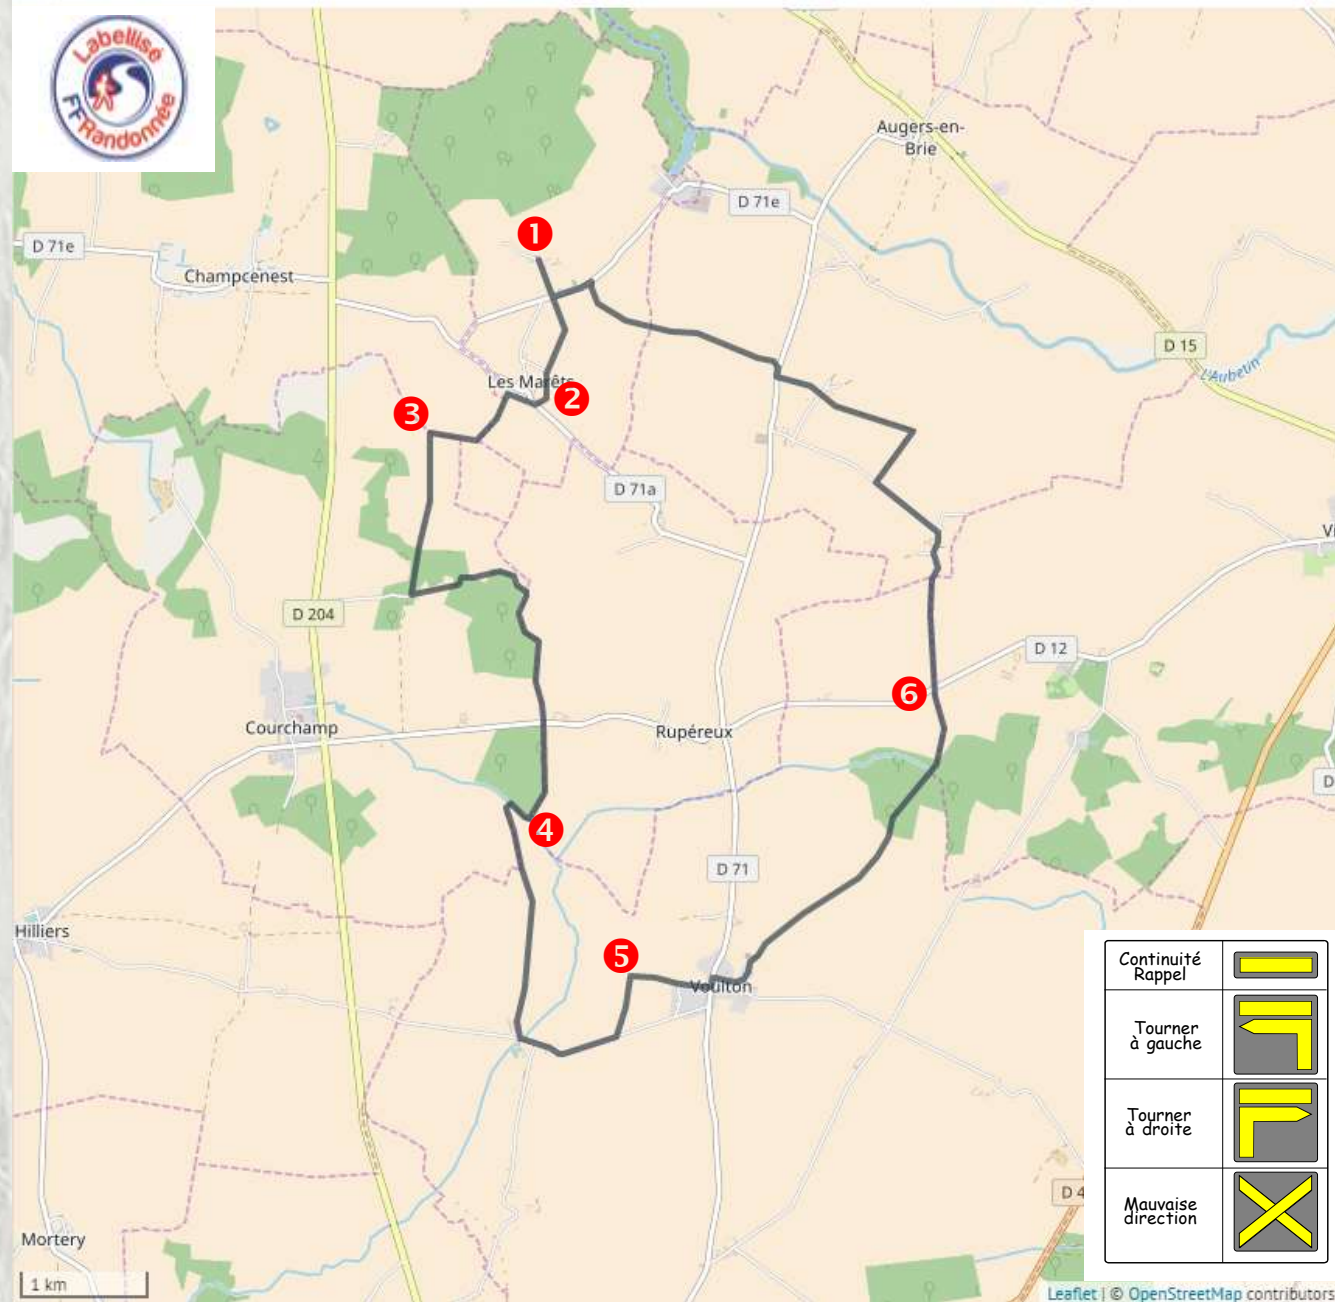 Labellisé
FFRandonnée
Augers-en-
Brie
D 71e
D 71e
1
Champcenest
D 15
L'Aubetin
Les Marêts
2
3
D 71a
D 204
D 12
6
Courchamp
Rupéreux
4
D 71
Hilliers
5
Voulton
Continuité
Rappel
Tourner
à gauche
Tourner
à droite
Mauvaise
direction
Mortery
1 km
Leaflet | © OpenStreetMap contributors